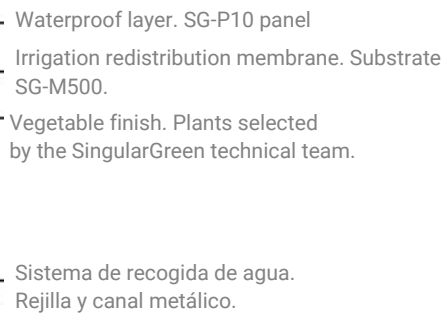 Waterproof layer. SG-P10 panel
Irrigation redistribution membrane. Substrate
SG-M500.
Vegetable finish. Plants selected
by the SingularGreen technical team.
Sistema de recogida de agua.
Rejilla y canal metálico.